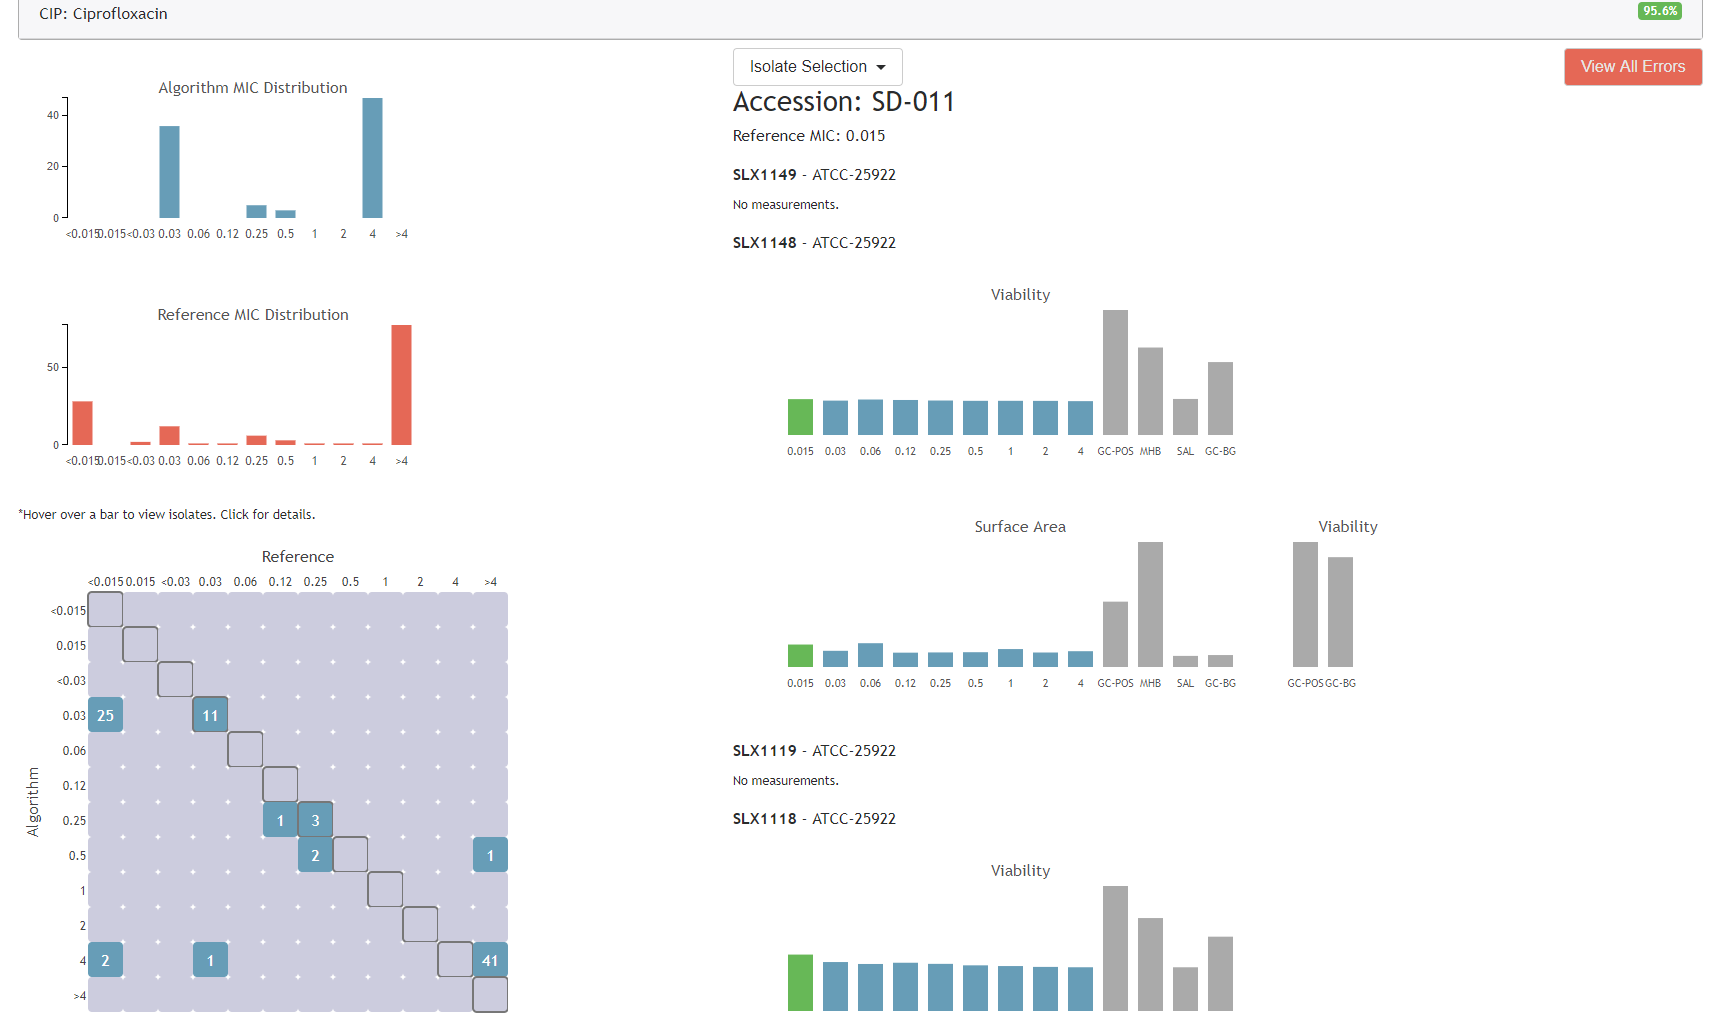 CIP: Ciprofloxacin
95.6%
Isolate Selection
View All Errors
Algorithm MIC Distribution
40
20
0
<0.015 0.015 <0.03 0.03 0.06 0.12 0.25 0.5 1 2 4 >4
Reference MIC Distribution
50
0
<0.015 0.015 <0.03 0.03 0.06 0.12 0.25 0.5 1 2 4 >4
*Hover over a bar to view isolates. Click for details.
Reference
<0.015 0.015 <0.03 0.03 0.06 0.12 0.25 0.5 1 2 4 >4
Algorithm
<0.015
0.015
<0.03
0.03 25 11
0.06
0.12
0.25 1 3
0.5 2 1
1
2
4 2 1 41
>4
Accession: SD-011
Reference MIC: 0.015
SLX1149 - ATCC-25922
No measurements.
SLX1148 - ATCC-25922
Viability
0.015 0.03 0.06 0.12 0.25 0.5 1 2 4 GC-POS MHB SAL GC-BG
Surface Area
0.015 0.03 0.06 0.12 0.25 0.5 1 2 4 GC-POS MHB SAL GC-BG
Viability
GC-POS GC-BG
SLX1119 - ATCC-25922
No measurements.
SLX1118 - ATCC-25922
Viability